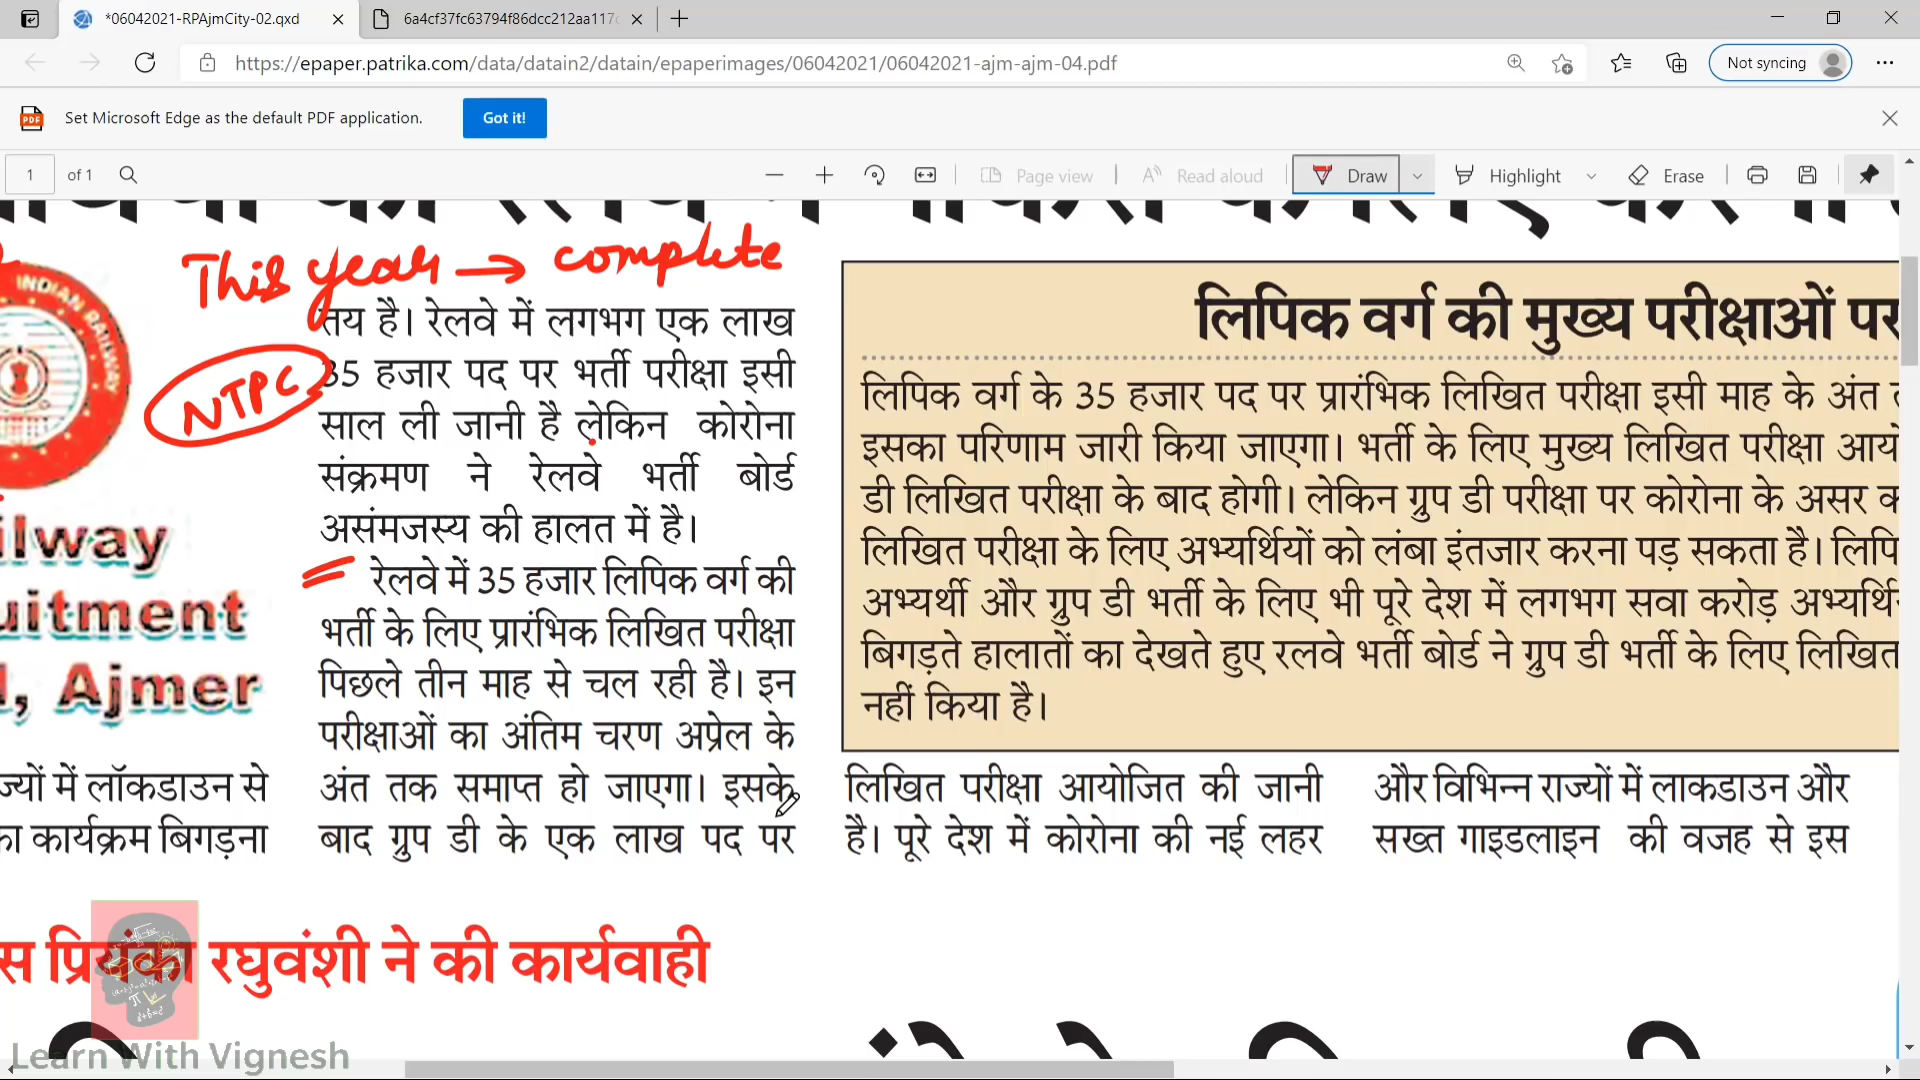 *06042021-RPAjmCity-02.qxd
6a4cf37fc63794f86dcc212aa117
https://epaper.patrika.com/data/datain2/datain/epaperimages/06042021/06042021-ajm-ajm-04.pdf
Not syncing
Set Microsoft Edge as the default PDF application.
Got it!
1 of 1
Page view
Read aloud
Draw
Highlight
Erase
This year → complete
NTPC
INDIAN RAILWAY
Ajmer
ज्यों में लॉकडाउन से
कार्यक्रम बिगड़ना
तय है। रेलवे में लगभग एक लाख
35 हजार पद पर भर्ती परीक्षा इसी
साल ली जानी है लेकिन कोरोना
संक्रमण ने रेलवे भर्ती बोर्ड
असंमजस्य की हालत में है।
रेलवे में 35 हजार लिपिक वर्ग की
भर्ती के लिए प्रारंभिक लिखित परीक्षा
पिछले तीन माह से चल रही है। इन
परीक्षाओं का अंतिम चरण अप्रेल के
अंत तक समाप्त हो जाएगा। इसके
बाद ग्रुप डी के एक लाख पद पर
लिपिक वर्ग की मुख्य परीक्षाओं पर
लिपिक वर्ग के 35 हजार पद पर प्रारंभिक लिखित परीक्षा इसी माह के अंत
इसका परिणाम जारी किया जाएगा। भर्ती के लिए मुख्य लिखित परीक्षा आयो
डी लिखित परीक्षा के बाद होगी। लेकिन ग्रुप डी परीक्षा पर कोरोना के असर
लिखित परीक्षा के लिए अभ्यर्थियों को लंबा इंतजार करना पड़ सकता है। लिपि
अभ्यर्थी और ग्रुप डी भर्ती के लिए भी पूरे देश में लगभग सवा करोड़ अभ्यर्थि
बिगड़ते हालातों का देखते हुए रलवे भर्ती बोर्ड ने ग्रुप डी भर्ती के लिए लिखित
नहीं किया है।
लिखित परीक्षा आयोजित की जानी
है। पूरे देश में कोरोना की नई लहर
और विभिन्न राज्यों में लाकडाउन और
सख्त गाइडलाइन की वजह से इस
स प्रियंका रघुवंशी ने की कार्यवाही
Learn With Vignesh